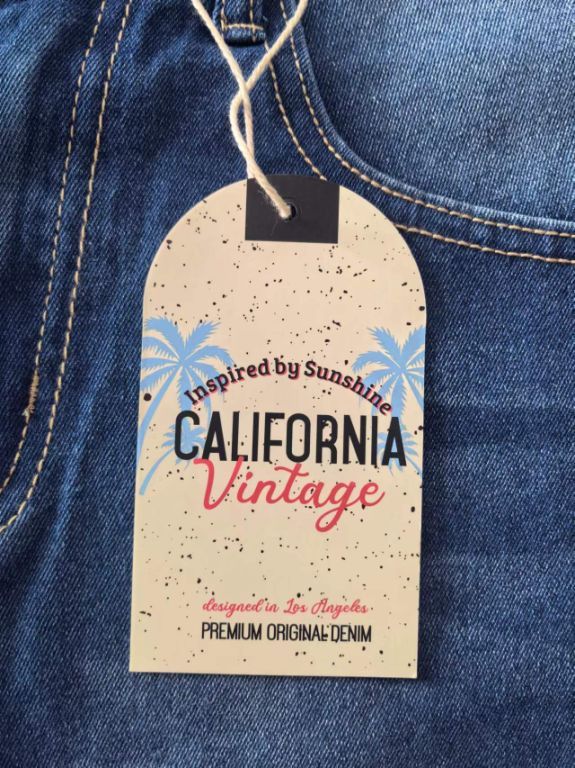 Inspired by Sunshine
CALIFORNIA
Vintage
designed in Los Angeles
PREMIUM ORIGINAL DENIM